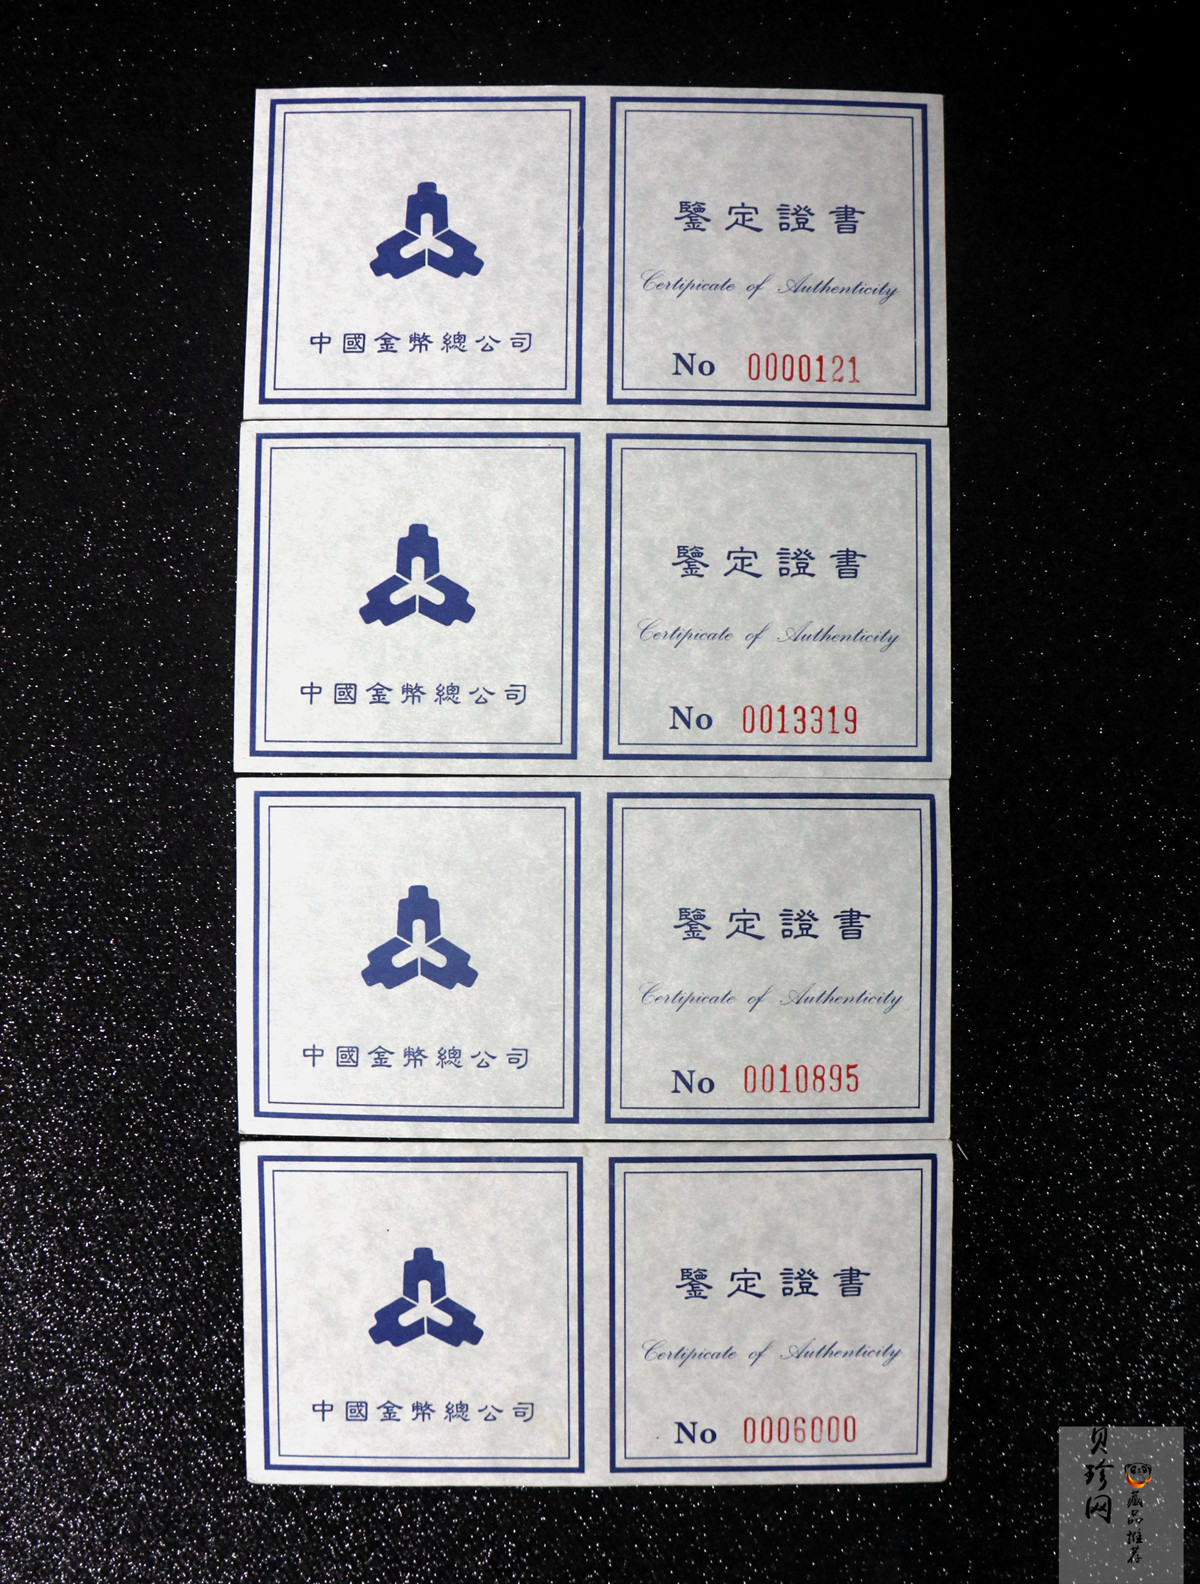 中國金幣總公司
鑒定證書
Certificate of Authenticity
No 0000121
中國金幣總公司
鑒定證書
Certificate of Authenticity
No 0013319
中國金幣總公司
鑒定證書
Certificate of Authenticity
No 0010895
中國金幣總公司
鑒定證書
Certificate of Authenticity
No 0006000
贝珍网
藏品推荐